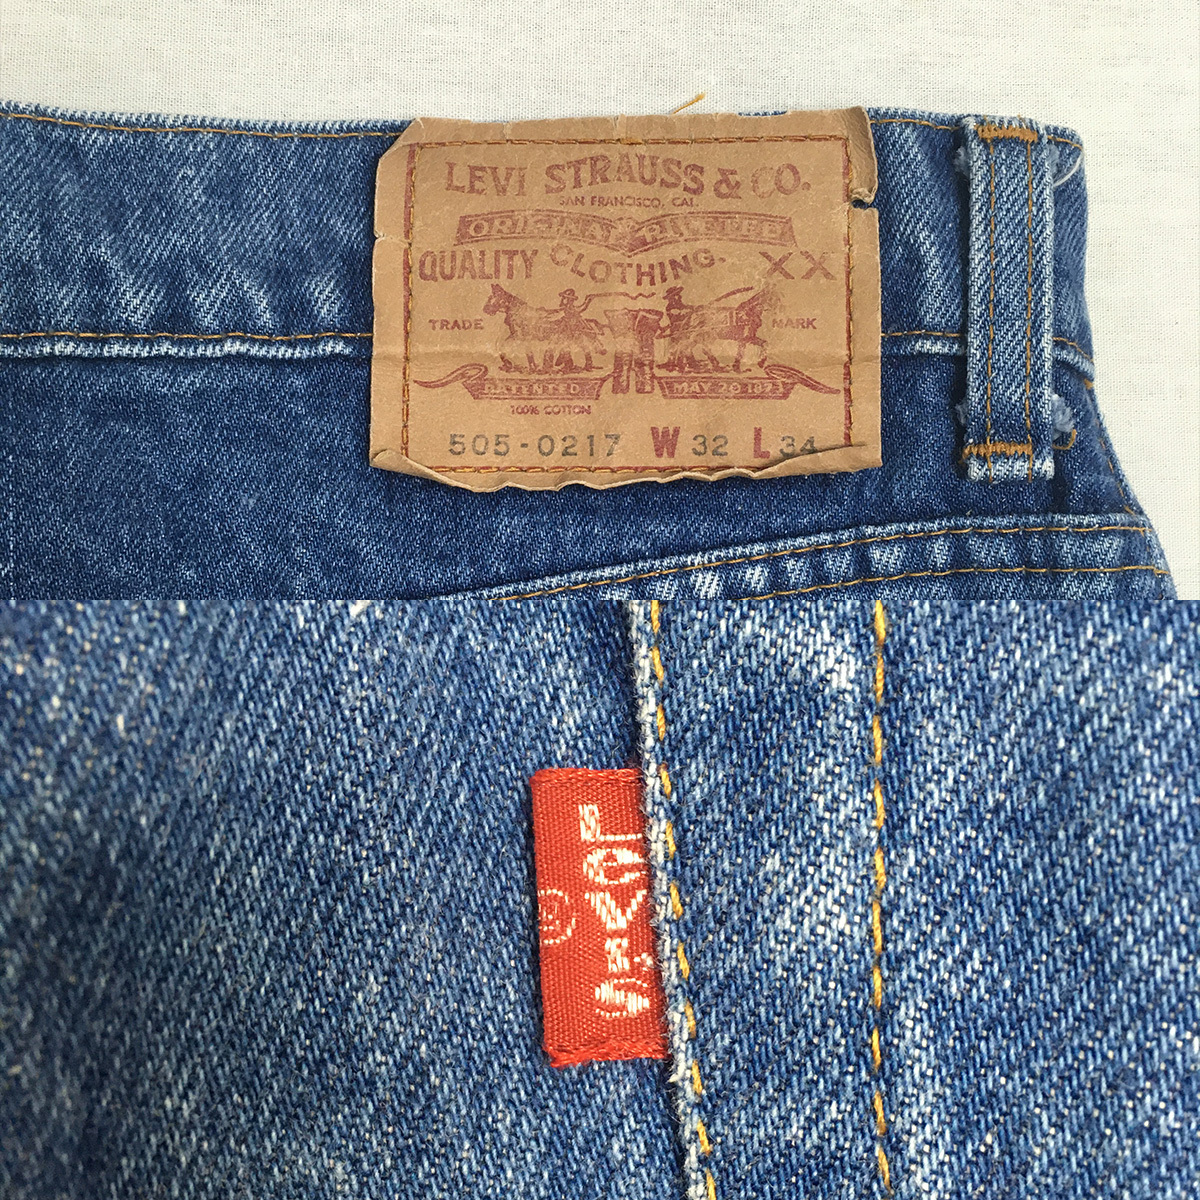 LEVI STRAUSS & CO.
SAN FRANCISCO, CAL.
ORIGINAL RIVETED
QUALITY CLOTHING. XX
TRADE MARK
PATENTED MAY 20 1873
100% COTTON
505-0217 W 32 L 34
LEVI'S
®